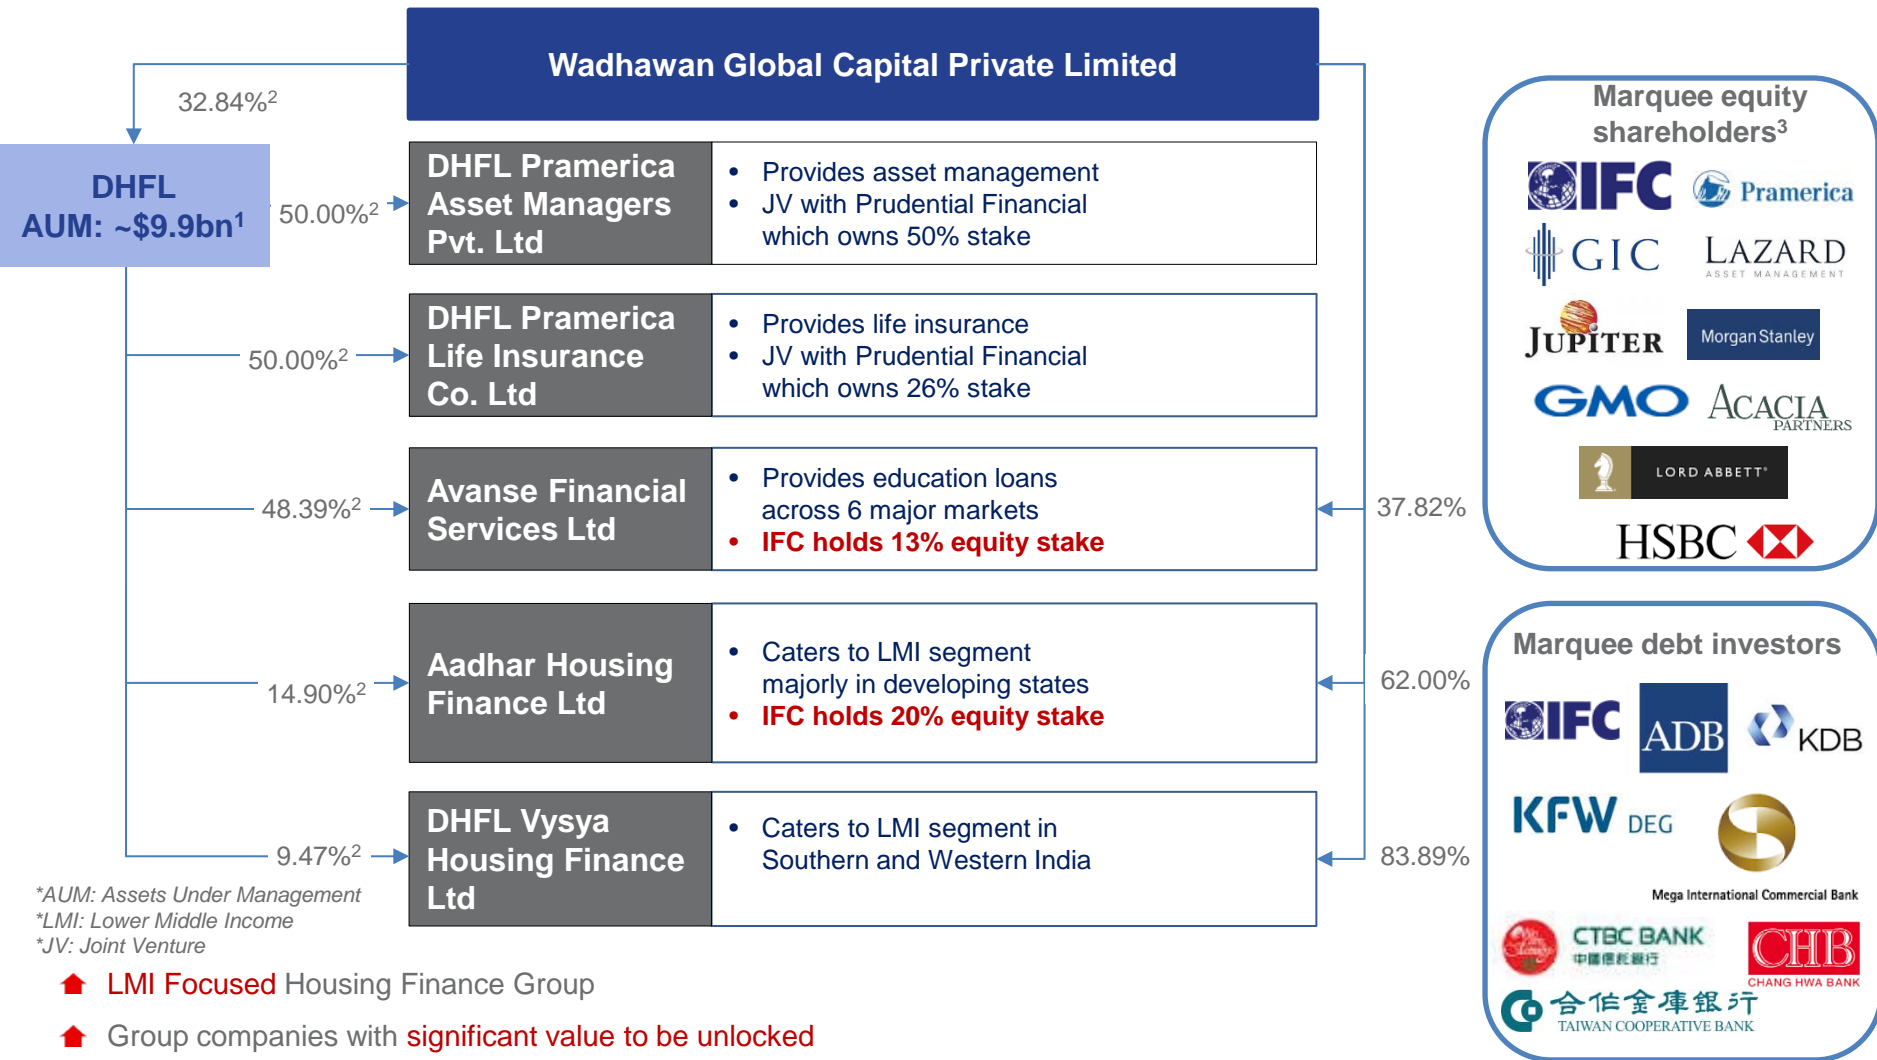 Wadhawan Global Capital Private Limited
32.84%2
DHFL
AUM: ~$9.9bn1
50.00%2
DHFL Pramerica
Asset Managers
Pvt. Ltd
• Provides asset management
• JV with Prudential Financial
which owns 50% stake
50.00%2
DHFL Pramerica
Life Insurance
Co. Ltd
• Provides life insurance
• JV with Prudential Financial
which owns 26% stake
48.39%2
Avanse Financial
Services Ltd
• Provides education loans
across 6 major markets
• IFC holds 13% equity stake
37.82%
14.90%2
Aadhar Housing
Finance Ltd
• Caters to LMI segment
majorly in developing states
• IFC holds 20% equity stake
62.00%
9.47%2
DHFL Vysya
Housing Finance
Ltd
• Caters to LMI segment in
Southern and Western India
83.89%
*AUM: Assets Under Management
*LMI: Lower Middle Income
*JV: Joint Venture
LMI Focused Housing Finance Group
Group companies with significant value to be unlocked
Marquee equity
shareholders3
IFC
Pramerica
GIC
LAZARD
ASSET MANAGEMENT
JUPITER
Morgan Stanley
GMO
ACACIA
PARTNERS
LORD ABBETT
HSBC
Marquee debt investors
IFC
ADB
KDB
KFW DEG
Mega International Commercial Bank
CTBC BANK
中國信託銀行
CHB
CHANG HWA BANK
合作金庫銀行
TAIWAN COOPERATIVE BANK